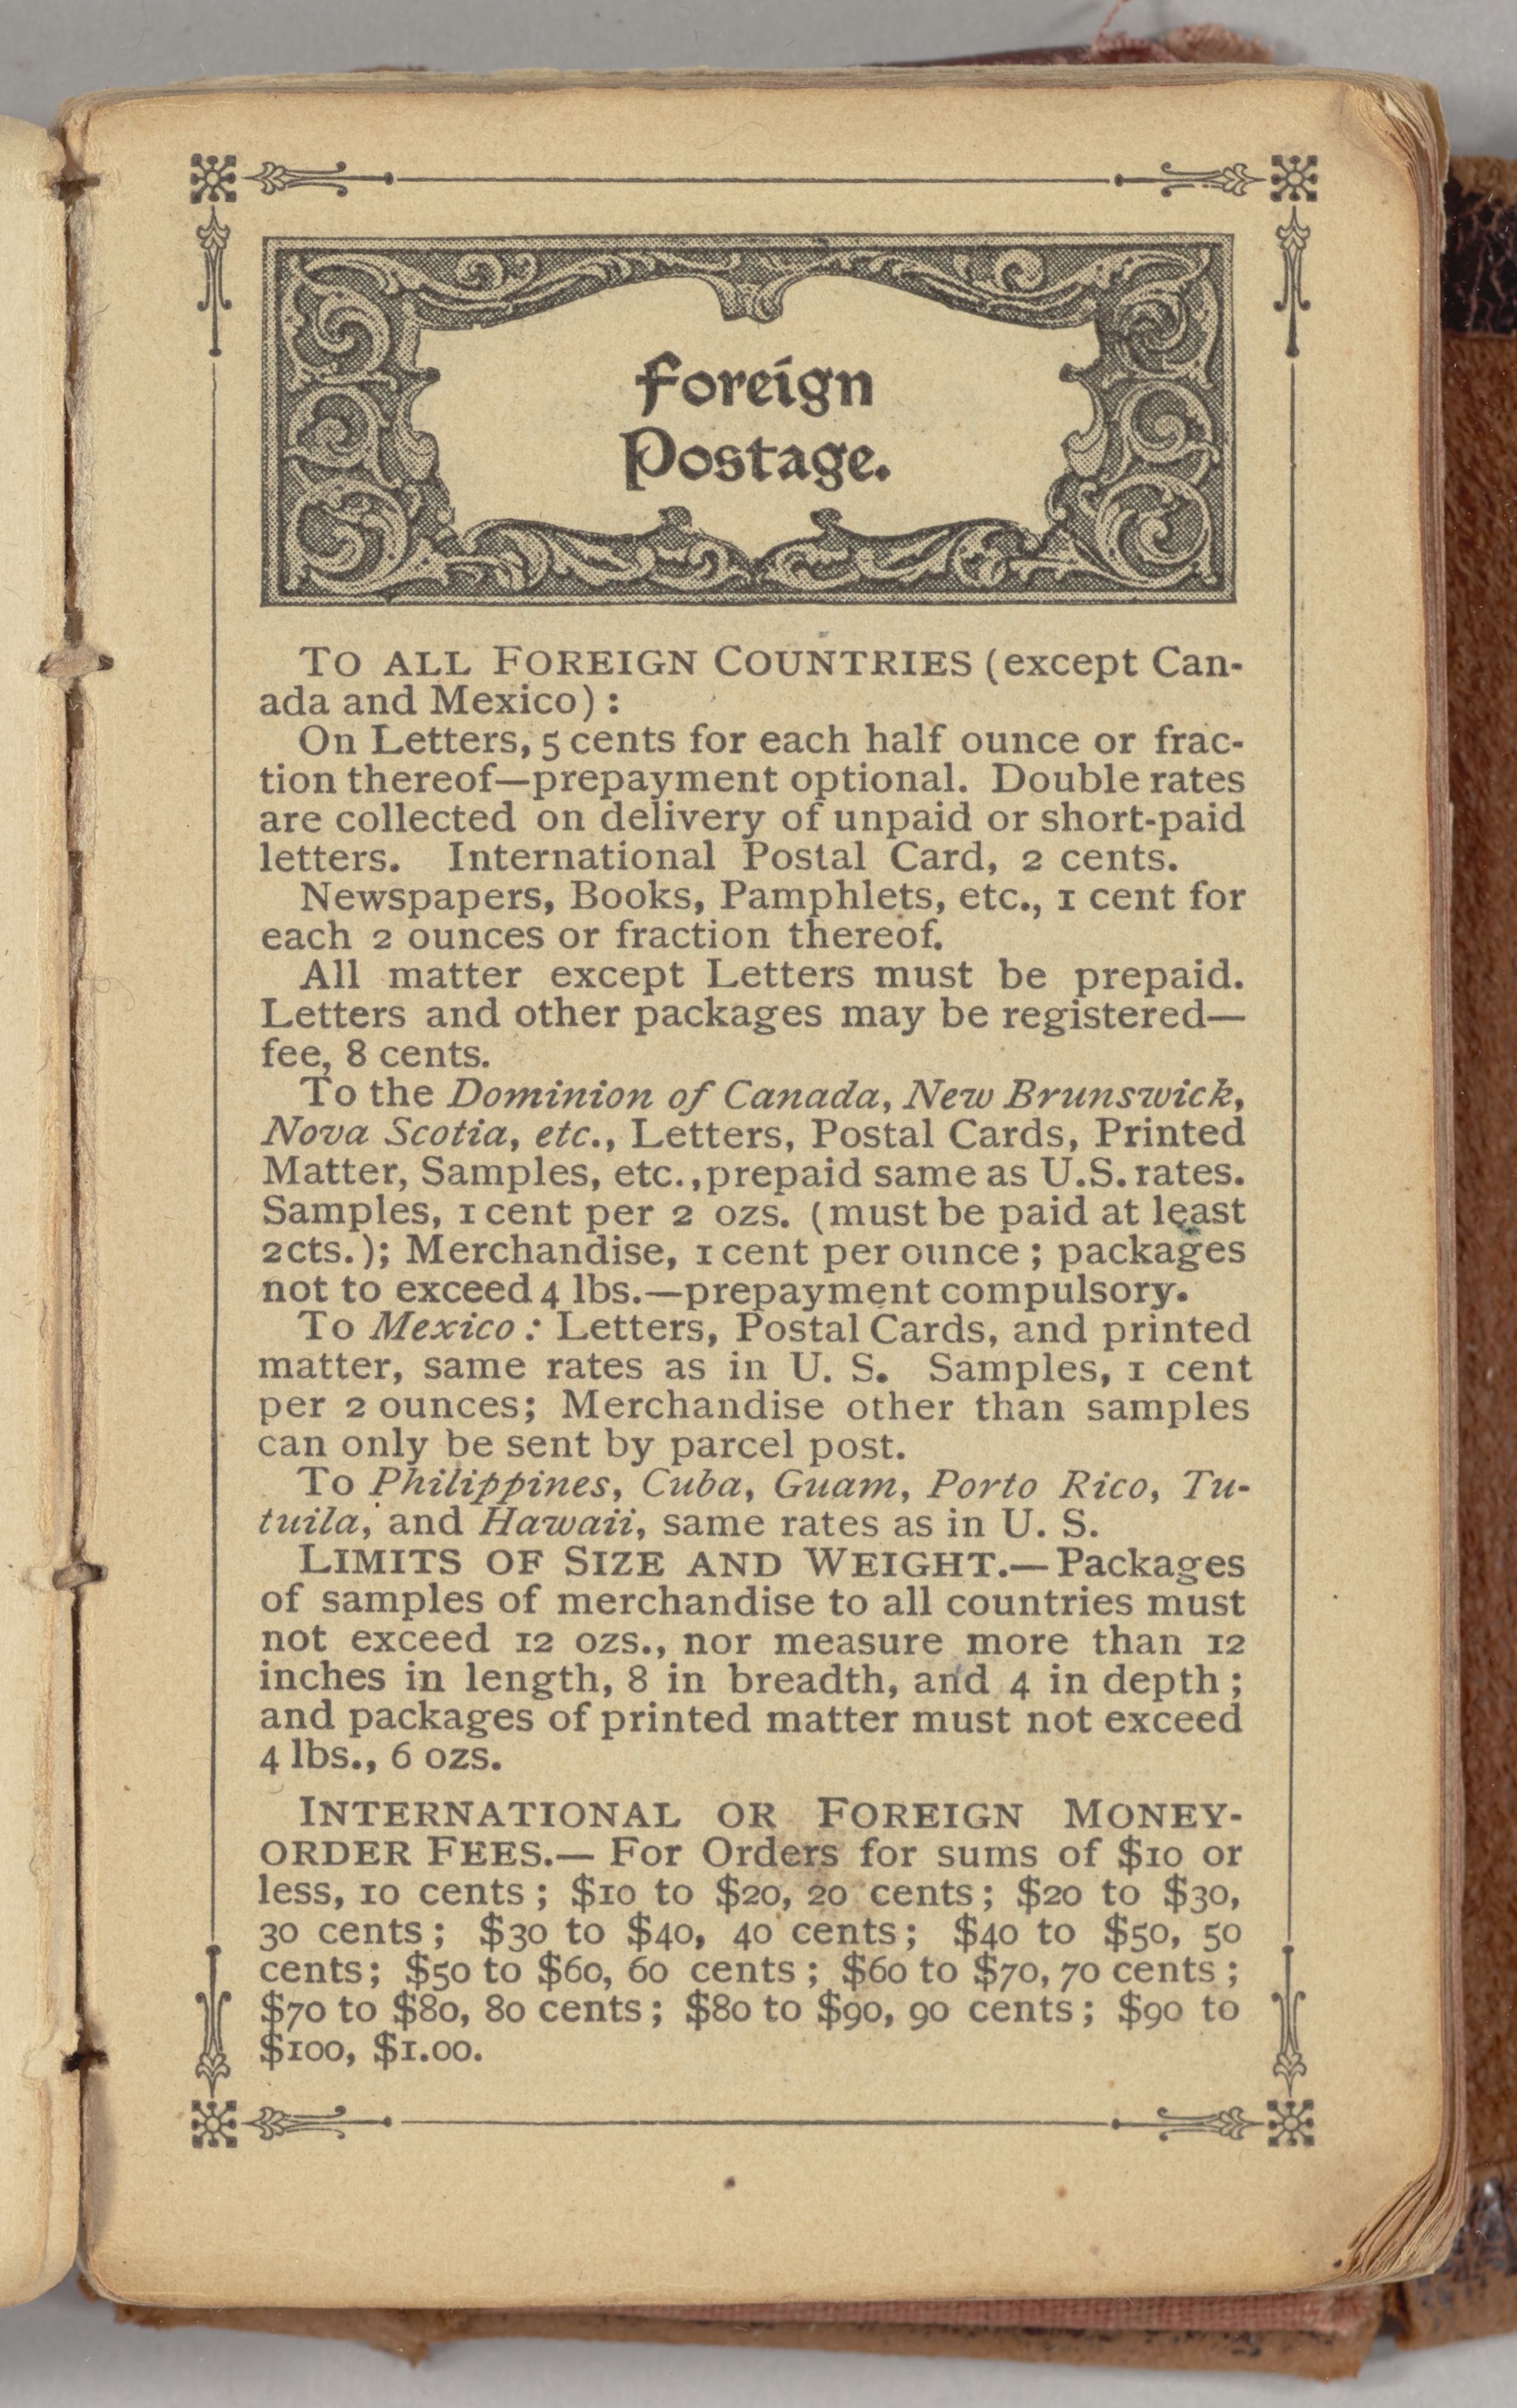 Foreign
Postage.
TO ALL FOREIGN COUNTRIES (except Can-
ada and Mexico) :
On Letters, 5 cents for each half ounce or frac-
tion thereof—prepayment optional. Double rates
are collected on delivery of unpaid or short-paid
letters. International Postal Card, 2 cents.
Newspapers, Books, Pamphlets, etc., 1 cent for
each 2 ounces or fraction thereof.
All matter except Letters must be prepaid.
Letters and other packages may be registered—
fee, 8 cents.
To the Dominion of Canada, New Brunswick,
Nova Scotia, etc., Letters, Postal Cards, Printed
Matter, Samples, etc., prepaid same as U.S. rates.
Samples, 1 cent per 2 ozs. (must be paid at least
2cts.); Merchandise, 1 cent per ounce ; packages
not to exceed 4 lbs.—prepayment compulsory.
To Mexico : Letters, Postal Cards, and printed
matter, same rates as in U. S. Samples, 1 cent
per 2 ounces; Merchandise other than samples
can only be sent by parcel post.
To Philippines, Cuba, Guam, Porto Rico, Tu-
tuila, and Hawaii, same rates as in U. S.
LIMITS OF SIZE AND WEIGHT.—Packages
of samples of merchandise to all countries must
not exceed 12 ozs., nor measure more than 12
inches in length, 8 in breadth, and 4 in depth ;
and packages of printed matter must not exceed
4 lbs., 6 ozs.
INTERNATIONAL OR FOREIGN MONEY-
ORDER FEES.— For Orders for sums of $10 or
less, 10 cents ; $10 to $20, 20 cents ; $20 to $30,
30 cents ; $30 to $40, 40 cents ; $40 to $50, 50
cents ; $50 to $60, 60 cents ; $60 to $70, 70 cents ;
$70 to $80, 80 cents ; $80 to $90, 90 cents ; $90 to
$100, $1.00.